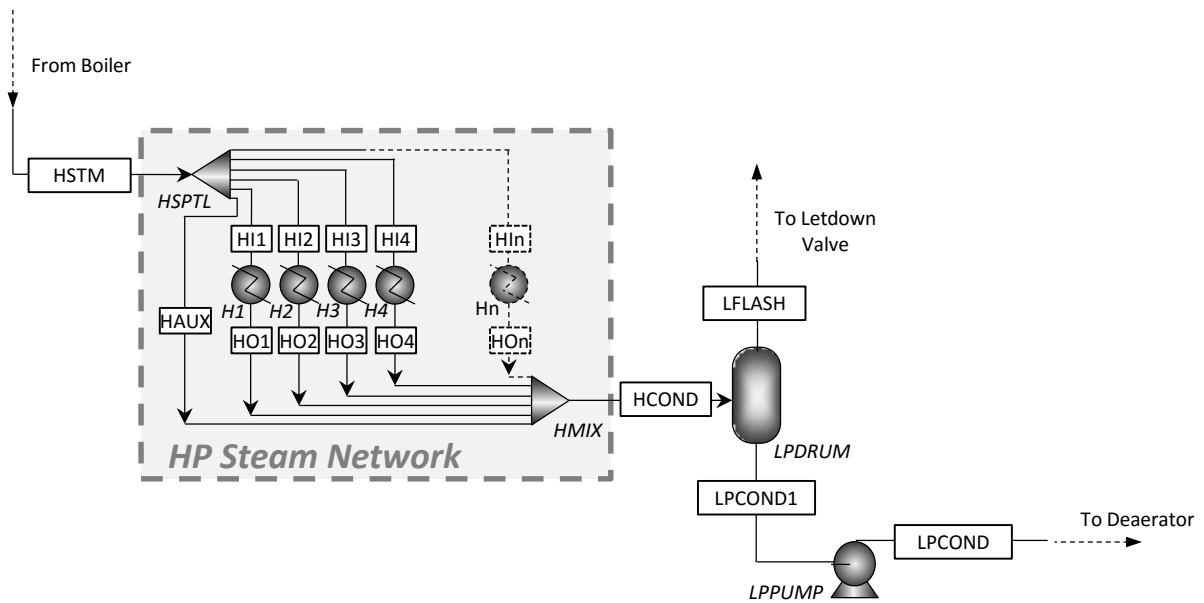 From Boiler
HSTM
HSPTL
HI1
HI2
HI3
HI4
HIn
H1
H2
H3
H4
Hn
HAUX
HO1
HO2
HO3
HO4
HOn
HMIX
HP Steam Network
HCOND
To Letdown
Valve
LFLASH
LPDRUM
LPCOND1
LPPUMP
LPCOND
To Deaerator